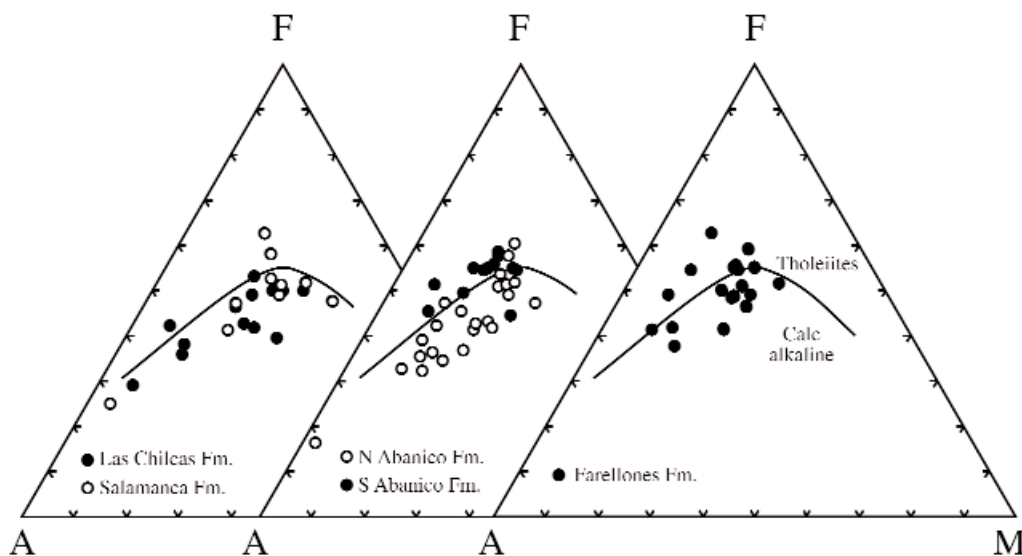 F F F
Tholeiites
Calc
alkaline
Las Chilcas Fm.
Salamanca Fm.
N Abanico Fm.
S Abanico Fm.
Farellones Fm.
A A A M